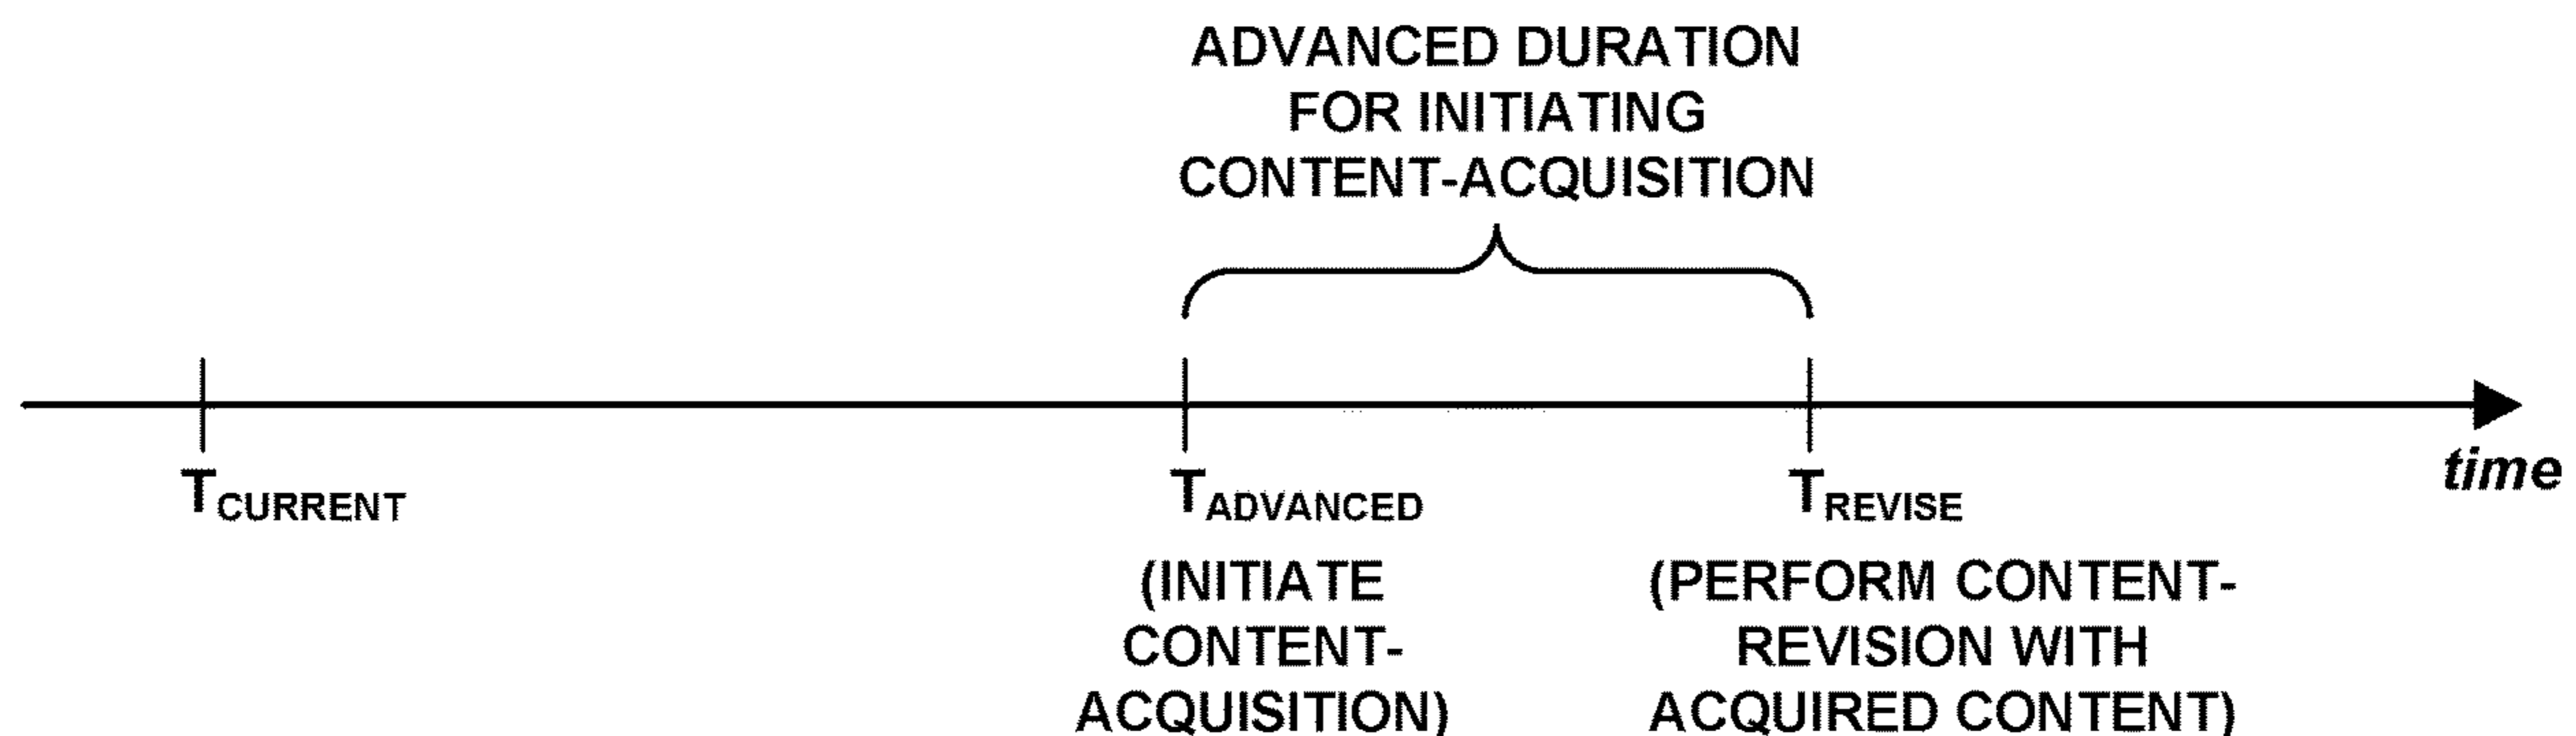 ADVANCED DURATION
FOR INITIATING
CONTENT-ACQUISITION
time
TCURRENT
TADVANCED
(INITIATE
CONTENT-
ACQUISITION)
TREVISE
(PERFORM CONTENT-
REVISION WITH
ACQUIRED CONTENT)